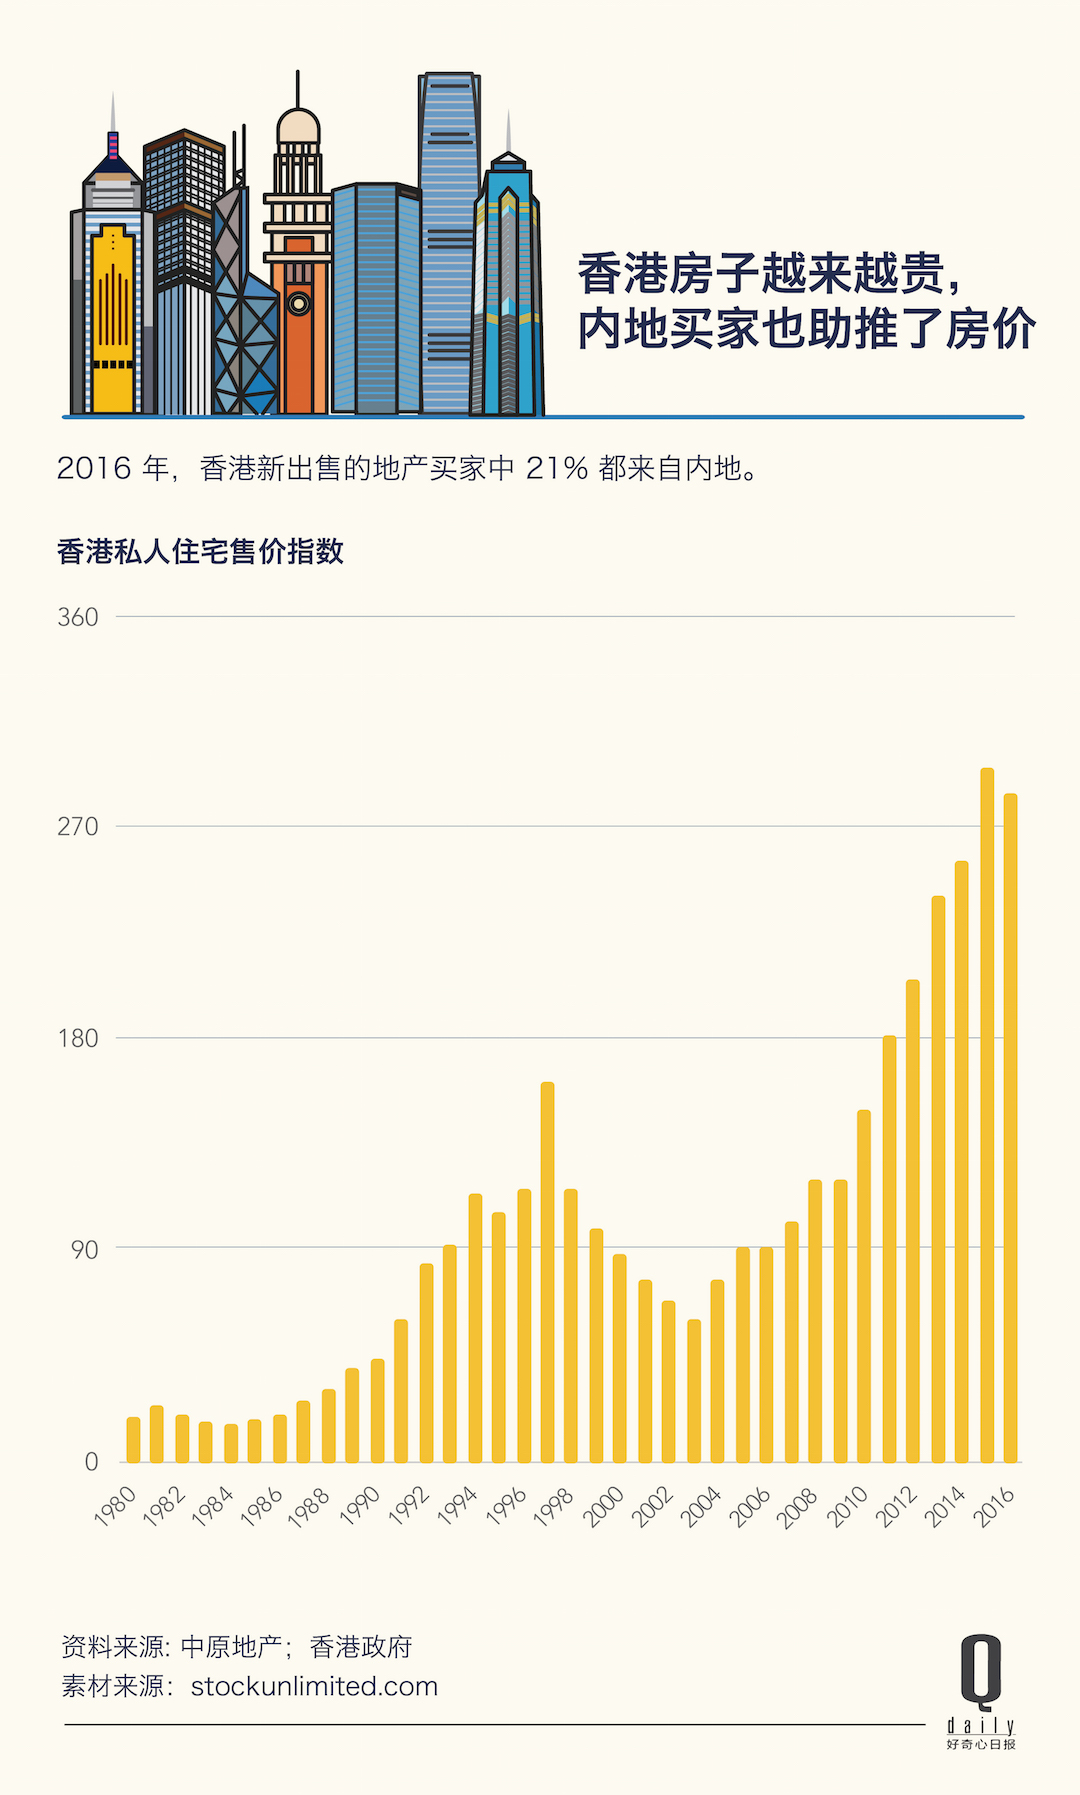 香港房子越来越贵，
内地买家也助推了房价
2016 年，香港新出售的地产买家中 21% 都来自内地。
香港私人住宅售价指数
360
270
180
90
0
1980 1982 1984 1986 1988 1990 1992 1994 1996 1998 2000 2002 2004 2006 2008 2010 2012 2014 2016
资料来源: 中原地产；香港政府
素材来源：stockunlimited.com
Q
daily
好奇心日报